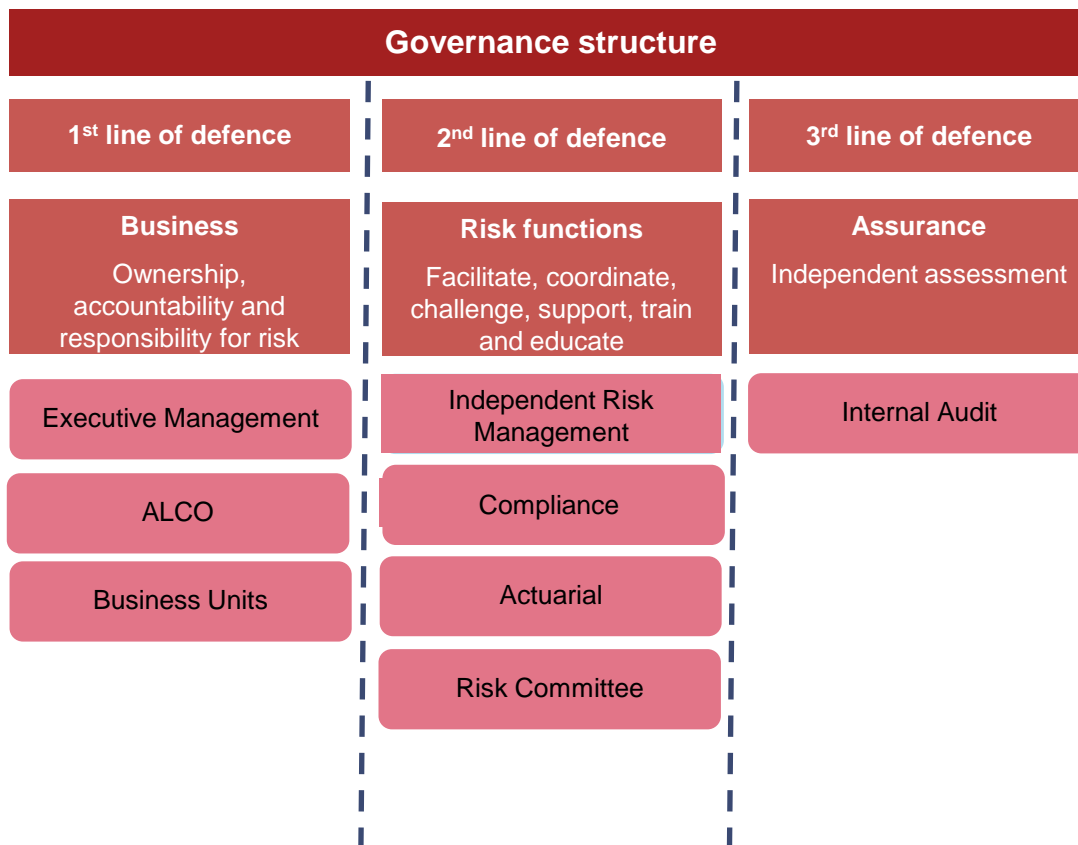 Governance structure
1st line of defence
Business
Ownership,
accountability and
responsibility for risk
Executive Management
ALCO
Business Units
2nd line of defence
Risk functions
Facilitate, coordinate,
challenge, support, train
and educate
Independent Risk
Management
Compliance
Actuarial
Risk Committee
3rd line of defence
Assurance
Independent assessment
Internal Audit